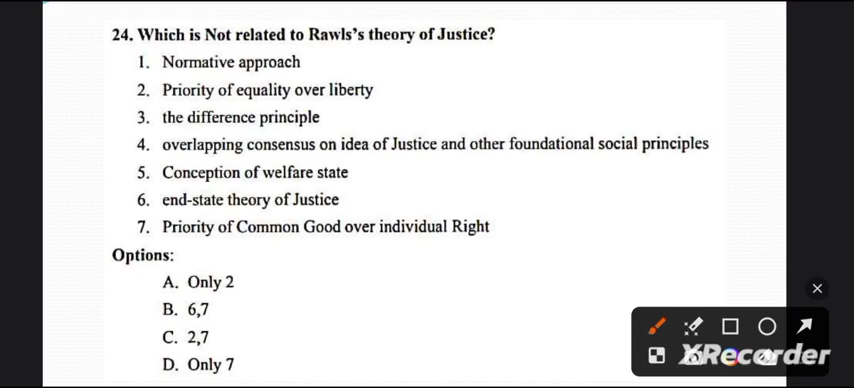 24. Which is Not related to Rawls's theory of Justice?
1. Normative approach
2. Priority of equality over liberty
3. the difference principle
4. overlapping consensus on idea of Justice and other foundational social principles
5. Conception of welfare state
6. end-state theory of Justice
7. Priority of Common Good over individual Right
Options:
A. Only 2
B. 6,7
C. 2,7
D. Only 7
XRecorder